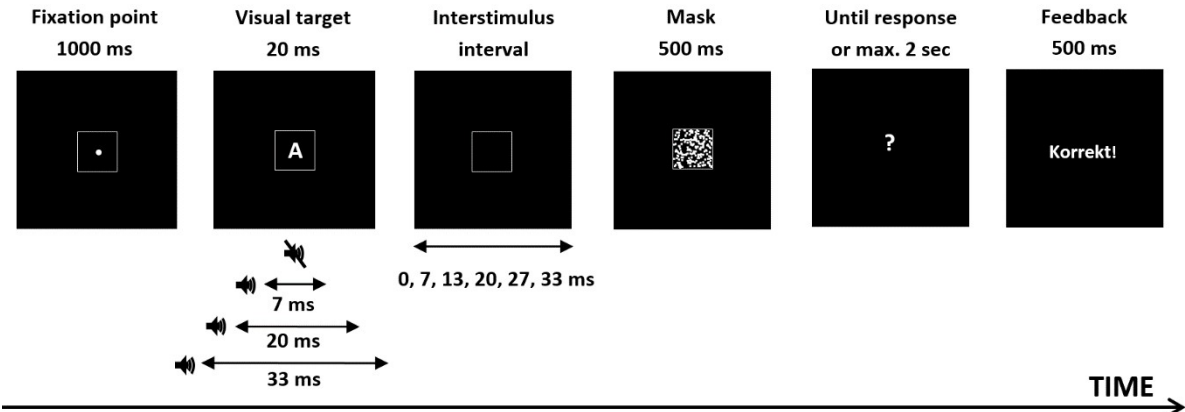 Fixation point
1000 ms
Visual target
20 ms
Interstimulus
interval
Mask
500 ms
Until response
or max. 2 sec
Feedback
500 ms
A
?
Korrekt!
0, 7, 13, 20, 27, 33 ms
7 ms
20 ms
33 ms
TIME